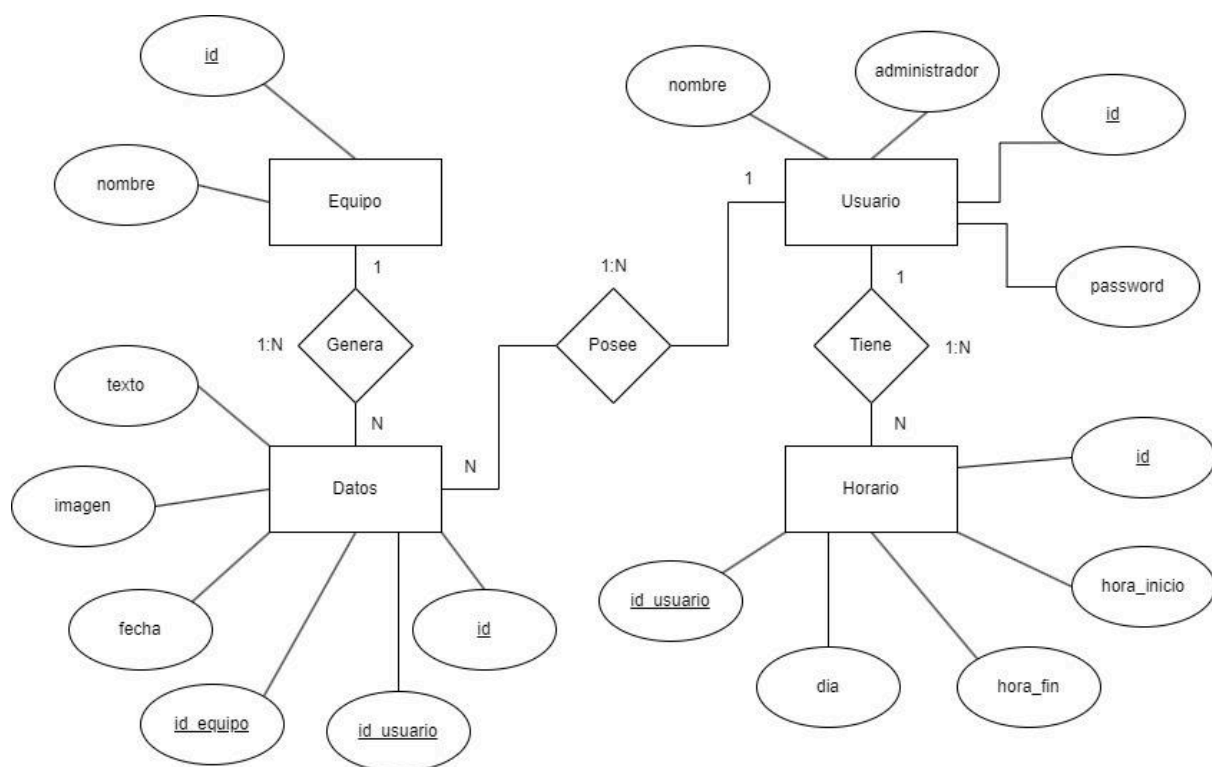 id
nombre
administrador
id
nombre
Equipo
1
Usuario
1
1:N
1
password
1:N
Genera
Posee
Tiene
1:N
texto
N
N
N
id
imagen
Datos
Horario
hora_inicio
fecha
id
id_usuario
id_equipo
id_usuario
dia
hora_fin